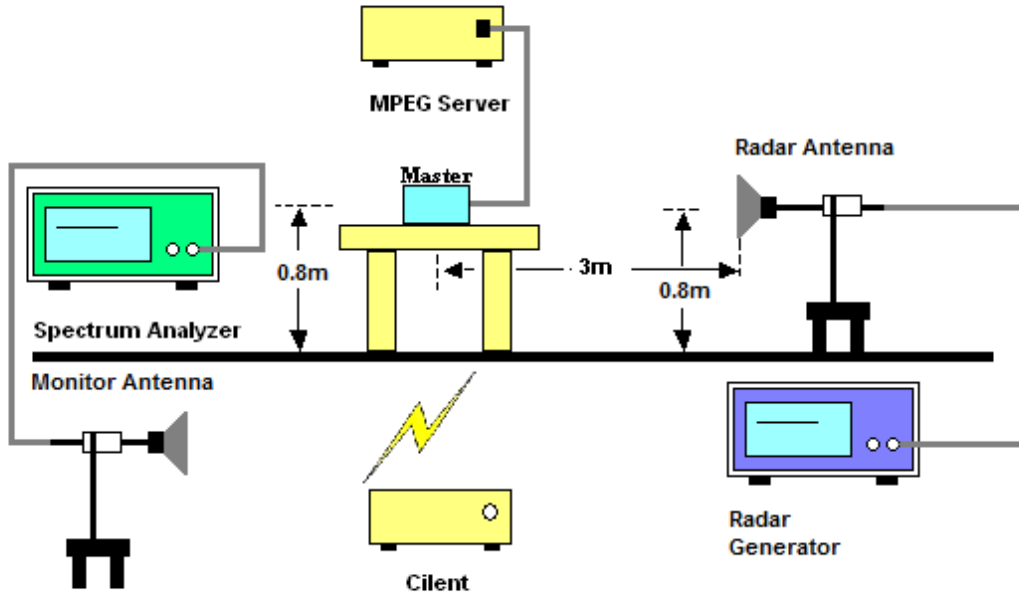 MPEG Server
Radar Antenna
Master
0.8m
3m
0.8m
Spectrum Analyzer
Monitor Antenna
Radar
Generator
Cilent